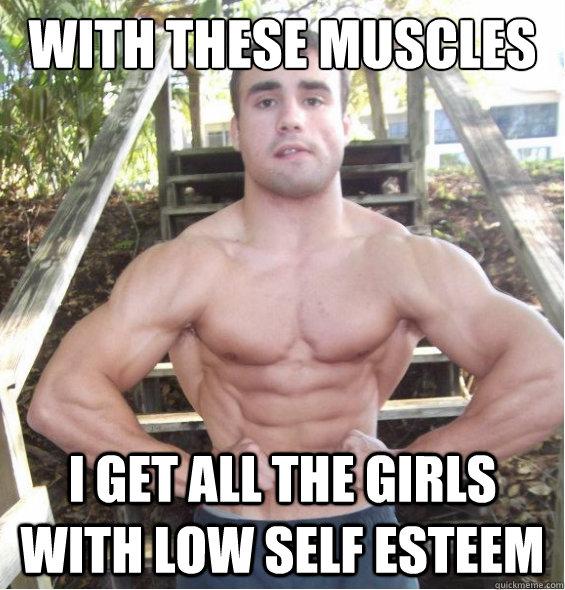 WITH THESE MUSCLES
I GET ALL THE GIRLS
WITH LOW SELF ESTEEM
quickmeme.com